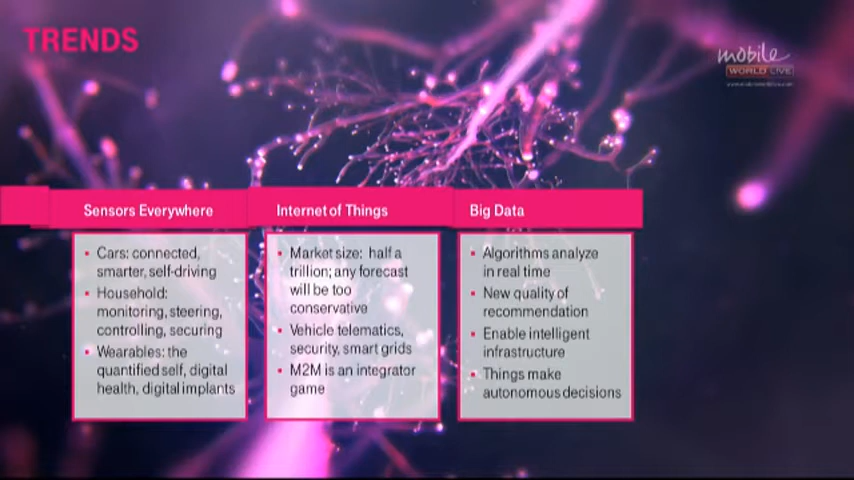 TRENDS
mobile
WORLD LIVE
Sensors Everywhere
Cars: connected,
smarter, self-driving
Household:
monitoring, steering,
controlling, securing
Wearables: the
quantified self, digital
health, digital implants
Internet of Things
Market size: half a
trillion; any forecast
will be too
conservative
Vehicle telematics,
security, smart grids
M2M is an integrator
game
Big Data
Algorithms analyze
in real time
New quality of
recommendation
Enable intelligent
infrastructure
Things make
autonomous decisions